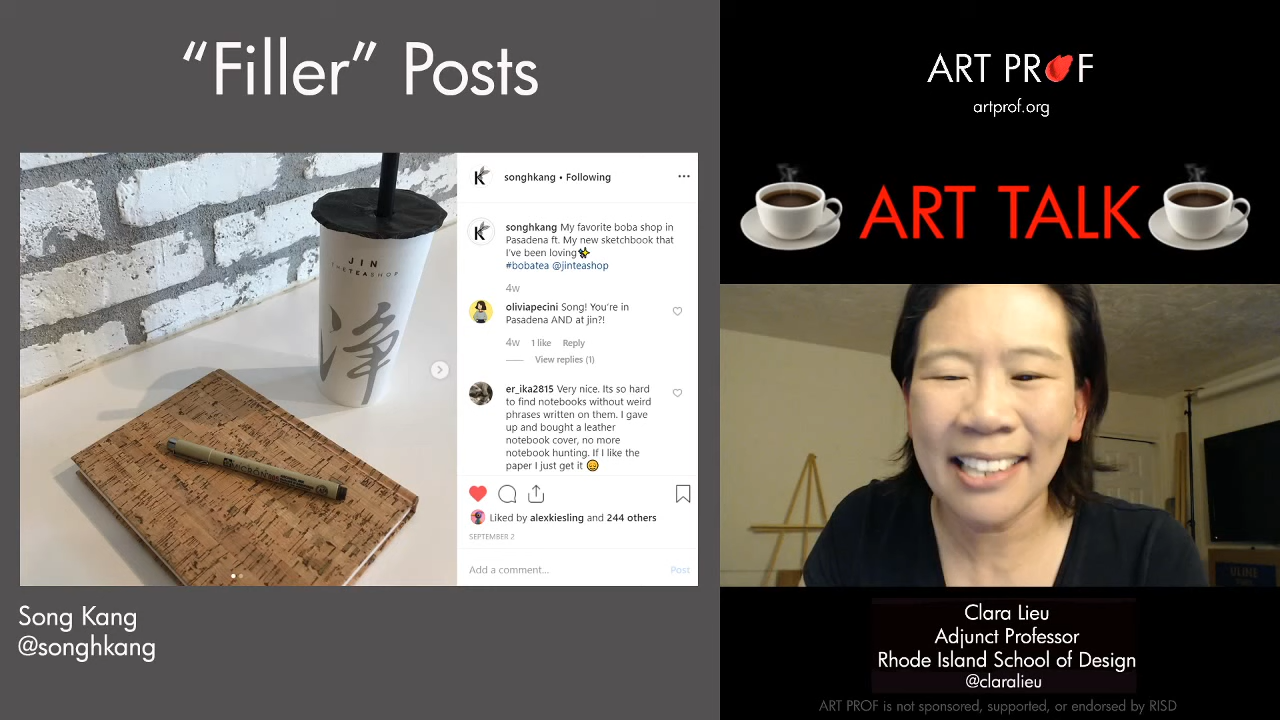 “Filler” Posts
JIN
THETEASHOP
净
songhkang • Following
songhkang My favorite boba shop in
Pasadena ft. My new sketchbook that
I've been loving✨
#bobatea @jinteashop
4w
oliviapecini Song! You're in
Pasadena AND at jin?!
4w 1 like Reply
View replies (1)
er_ika2815 Very nice. Its so hard
to find notebooks without weird
phrases written on them. I gave
up and bought a leather
notebook cover, no more
notebook hunting. If I like the
paper I just get it 😄
Liked by alexkiesling and 244 others
SEPTEMBER 2
Add a comment... Post
Song Kang
@songhkang
ART PROF
artprof.org
ART TALK
ULINE
Clara Lieu
Adjunct Professor
Rhode Island School of Design
@claralieu
ART PROF is not sponsored, supported, or endorsed by RISD